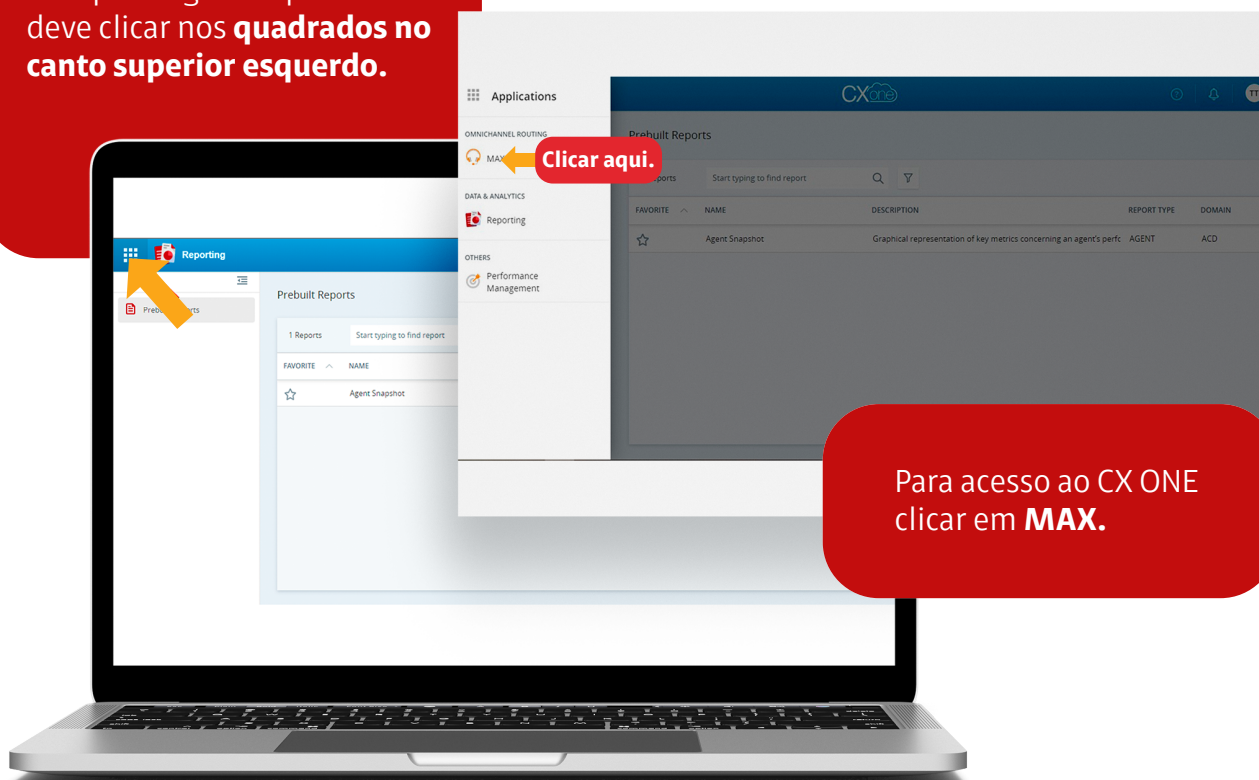 deve clicar nos quadrados no
canto superior esquerdo.
Applications
OMNICHANNEL ROUTING
MAX
Clicar aqui.
DATA & ANALYTICS
Reporting
OTHERS
Performance
Management
CXone
TT
Prebuilt Reports
Start typing to find report
FAVORITE NAME DESCRIPTION REPORT TYPE DOMAIN
Agent Snapshot Graphical representation of key metrics concerning an agent's AGENT ACD
Reporting
Prebuilt Reports
1 Reports Start typing to find report
FAVORITE NAME
Agent Snapshot
Para acesso ao CX ONE
clicar em MAX.